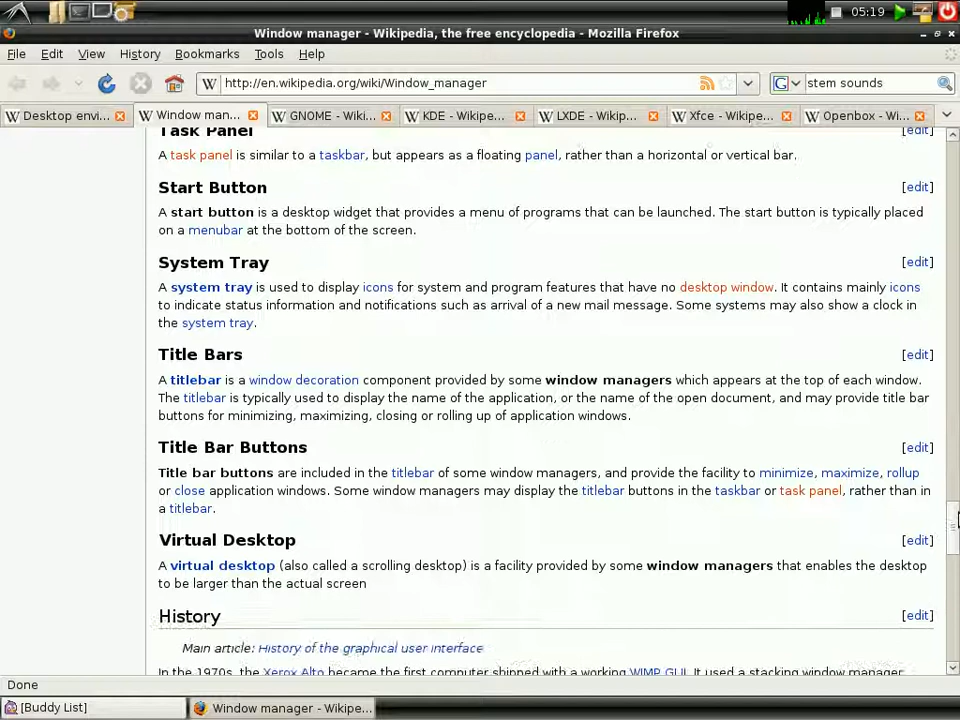 05:19
Window manager - Wikipedia, the free encyclopedia - Mozilla Firefox
File Edit View History Bookmarks Tools Help
W http://en.wikipedia.org/wiki/Window_manager G stem sounds
W Desktop envi... W Window man... W GNOME - Wiki... W KDE - Wikipe... W LXDE - Wikip... W Xfce - Wikipe... W Openbox - Wi...
Task Panel [edit]
A task panel is similar to a taskbar, but appears as a floating panel, rather than a horizontal or vertical bar.
Start Button [edit]
A start button is a desktop widget that provides a menu of programs that can be launched. The start button is typically placed
on a menubar at the bottom of the screen.
System Tray [edit]
A system tray is used to display icons for system and program features that have no desktop window. It contains mainly icons
to indicate status information and notifications such as arrival of a new mail message. Some systems may also show a clock in
the system tray.
Title Bars [edit]
A titlebar is a window decoration component provided by some window managers which appears at the top of each window.
The titlebar is typically used to display the name of the application, or the name of the open document, and may provide title bar
buttons for minimizing, maximizing, closing or rolling up of application windows.
Title Bar Buttons [edit]
Title bar buttons are included in the titlebar of some window managers, and provide the facility to minimize, maximize, rollup
or close application windows. Some window managers may display the titlebar buttons in the taskbar or task panel, rather than in
a titlebar.
Virtual Desktop [edit]
A virtual desktop (also called a scrolling desktop) is a facility provided by some window managers that enables the desktop
to be larger than the actual screen
History [edit]
Main article: History of the graphical user interface
In the 1970s, the Xerox Alto became the first computer shipped with a working WIMP GUI. It used a stacking window manager
Done
[Buddy List] Window manager - Wikipe...